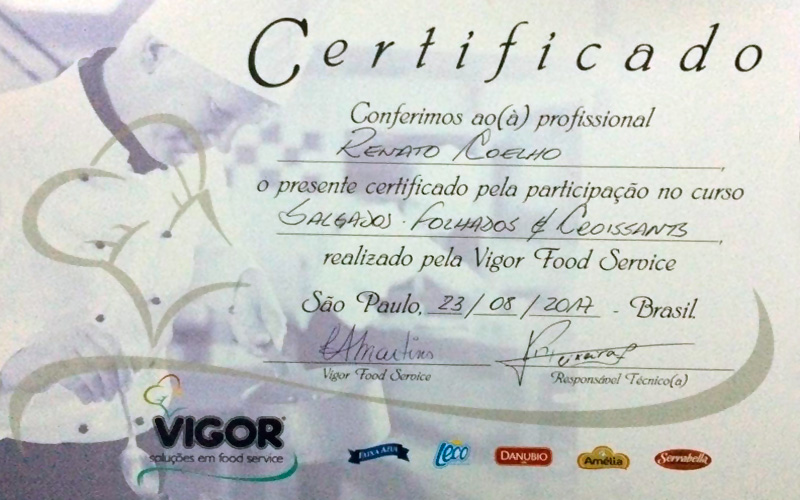 Certificado
Conferimos ao(à) profissional
RENATO COELHO
o presente certificado pela participação no curso
SALGADOS FOLHADOS & CROISSANTS
realizado pela Vigor Food Service
São Paulo, 23 / 08 / 2017 - Brasil.
Vigor Food Service
Responsável Técnico(a)
VIGOR
soluções em food service
FAIXA AZUL
Leco
DANUBIO
Amélia
Serrabella